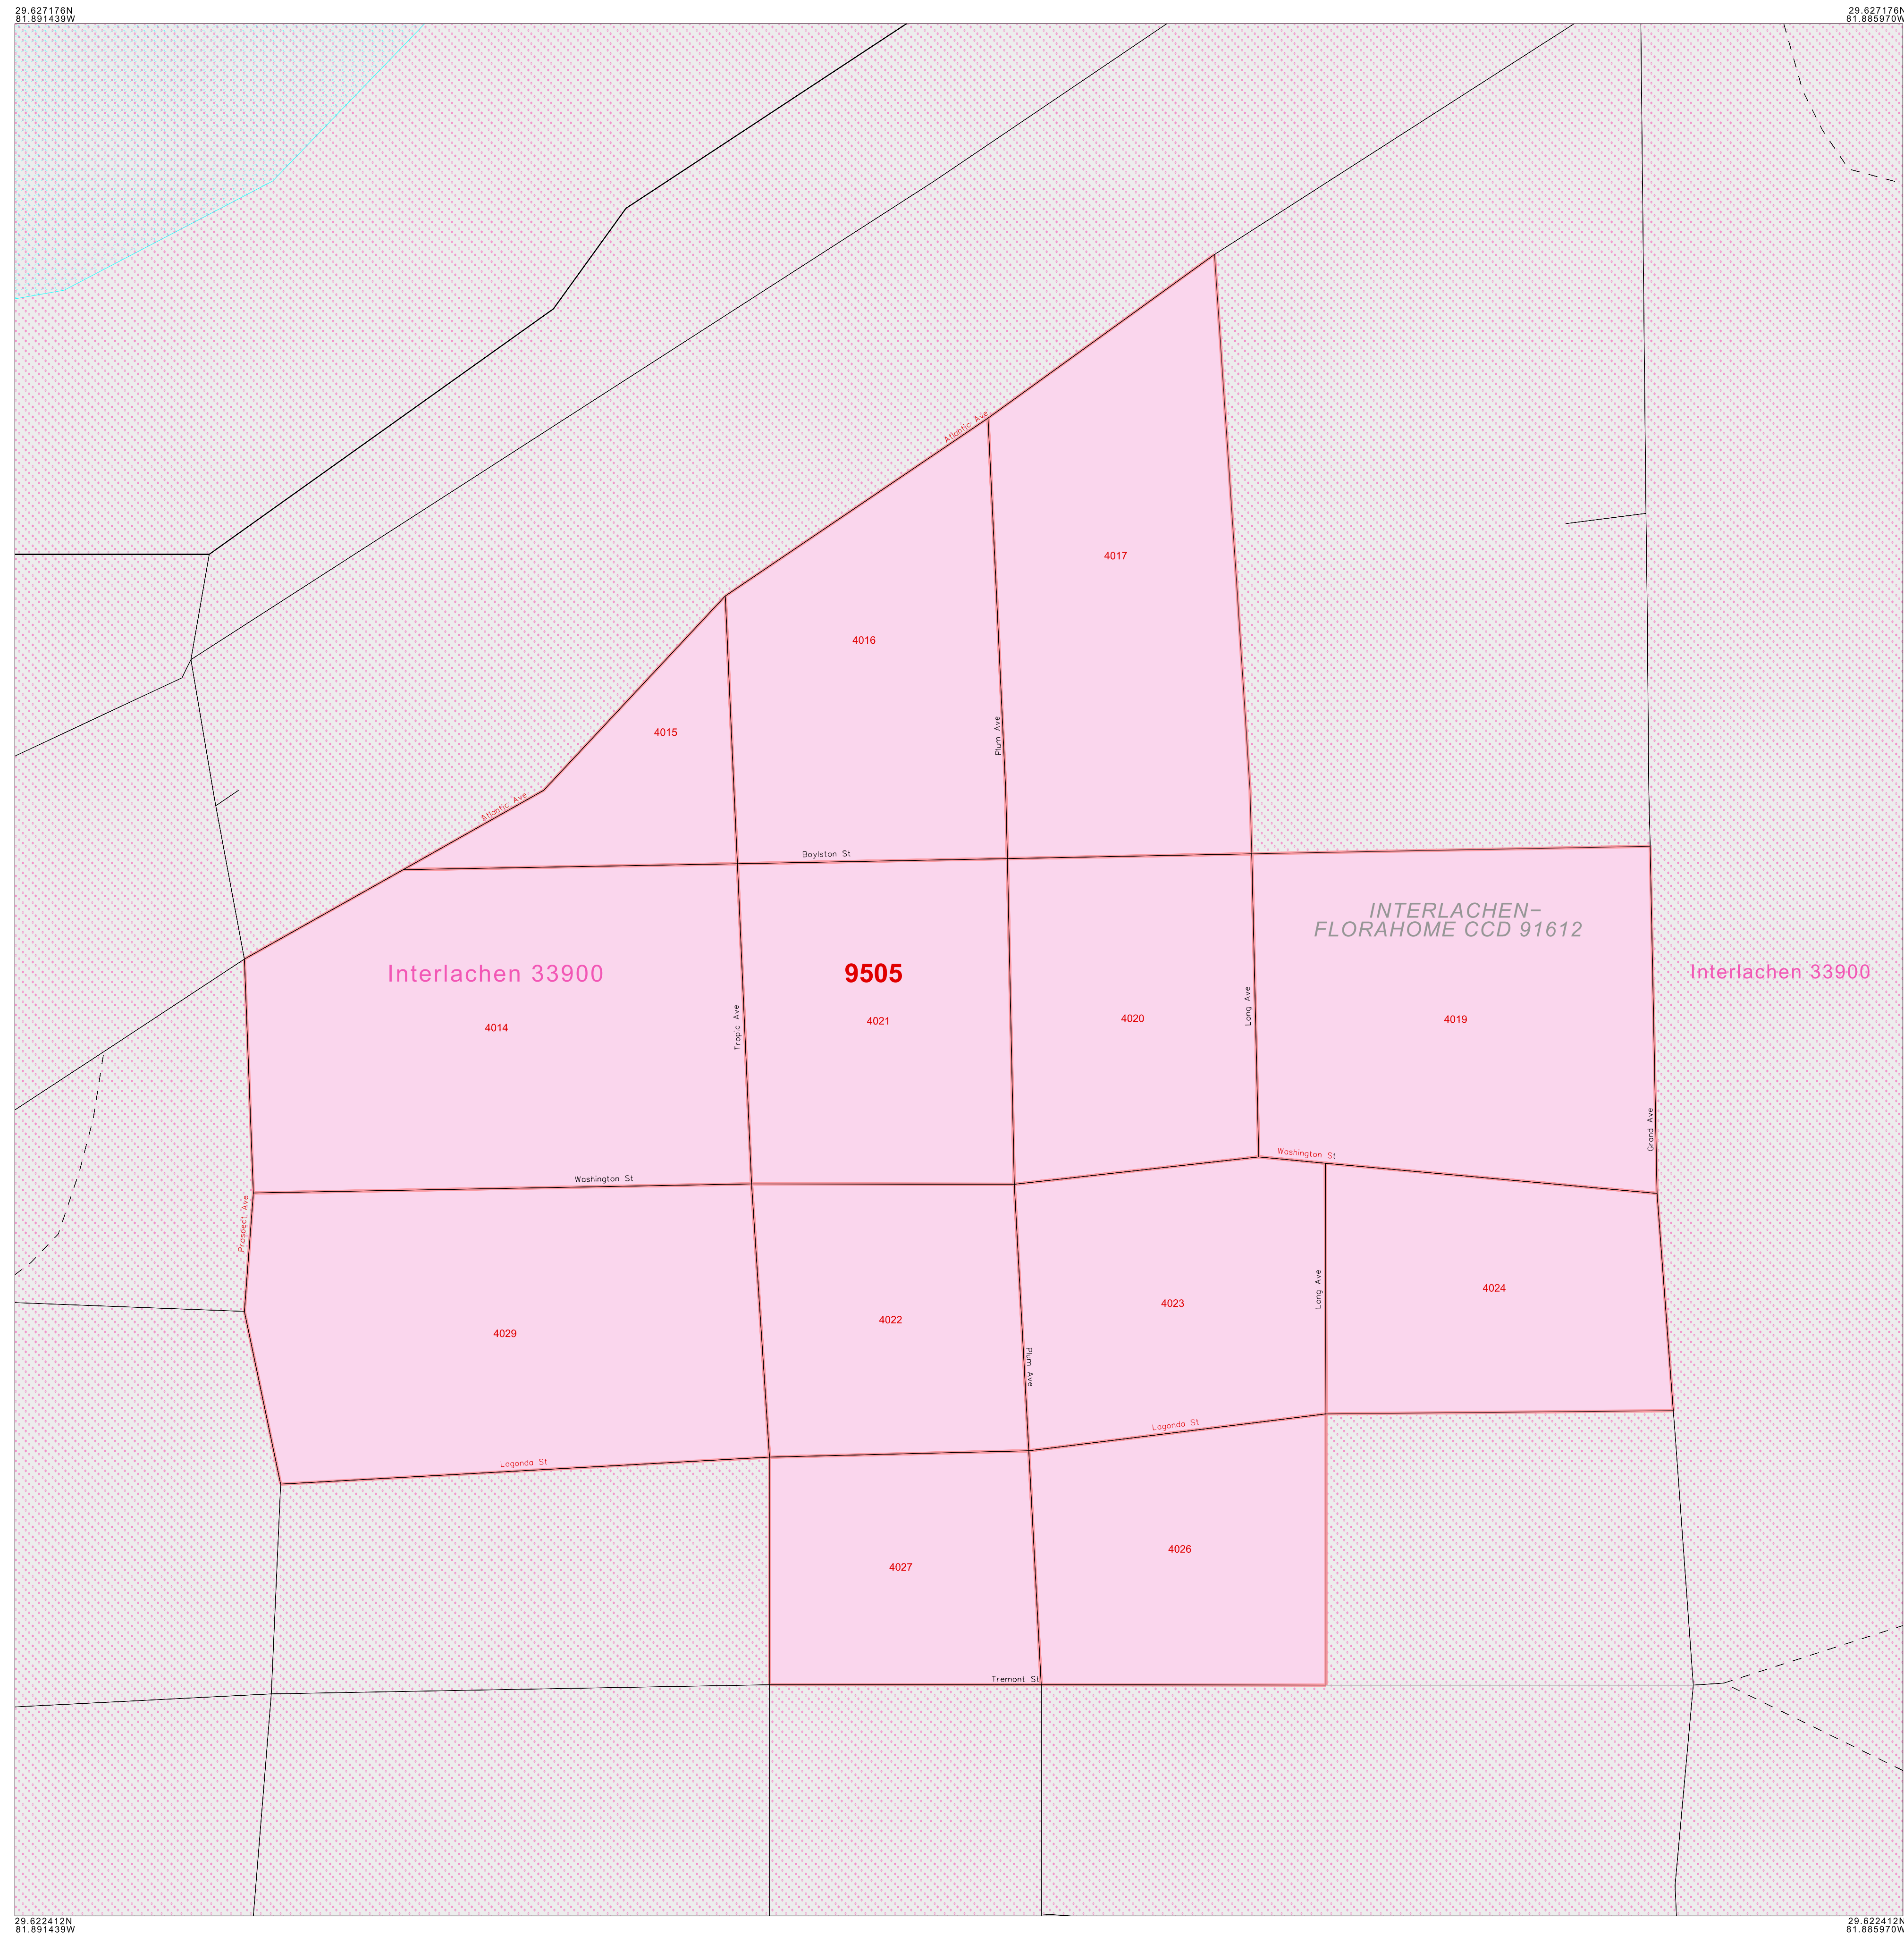 29.627176N
81.891439W
29.627176N
81.885970W
Atlantic Ave
4017
4016
Plum Ave
4015
Atlantic Ave
Boylston St
INTERLACHEN-
FLORAHOME CCD 91612
Interlachen 33900
9505
Interlachen 33900
4014
Tropic Ave
4021
4020
Long Ave
4019
Grand Ave
Washington St
Washington St
Prospect Ave
4029
4022
4023
Long Ave
4024
Plum Ave
Lagonda St
Lagonda St
4027
4026
Tremont St
29.622412N
81.891439W
29.622412N
81.885970W